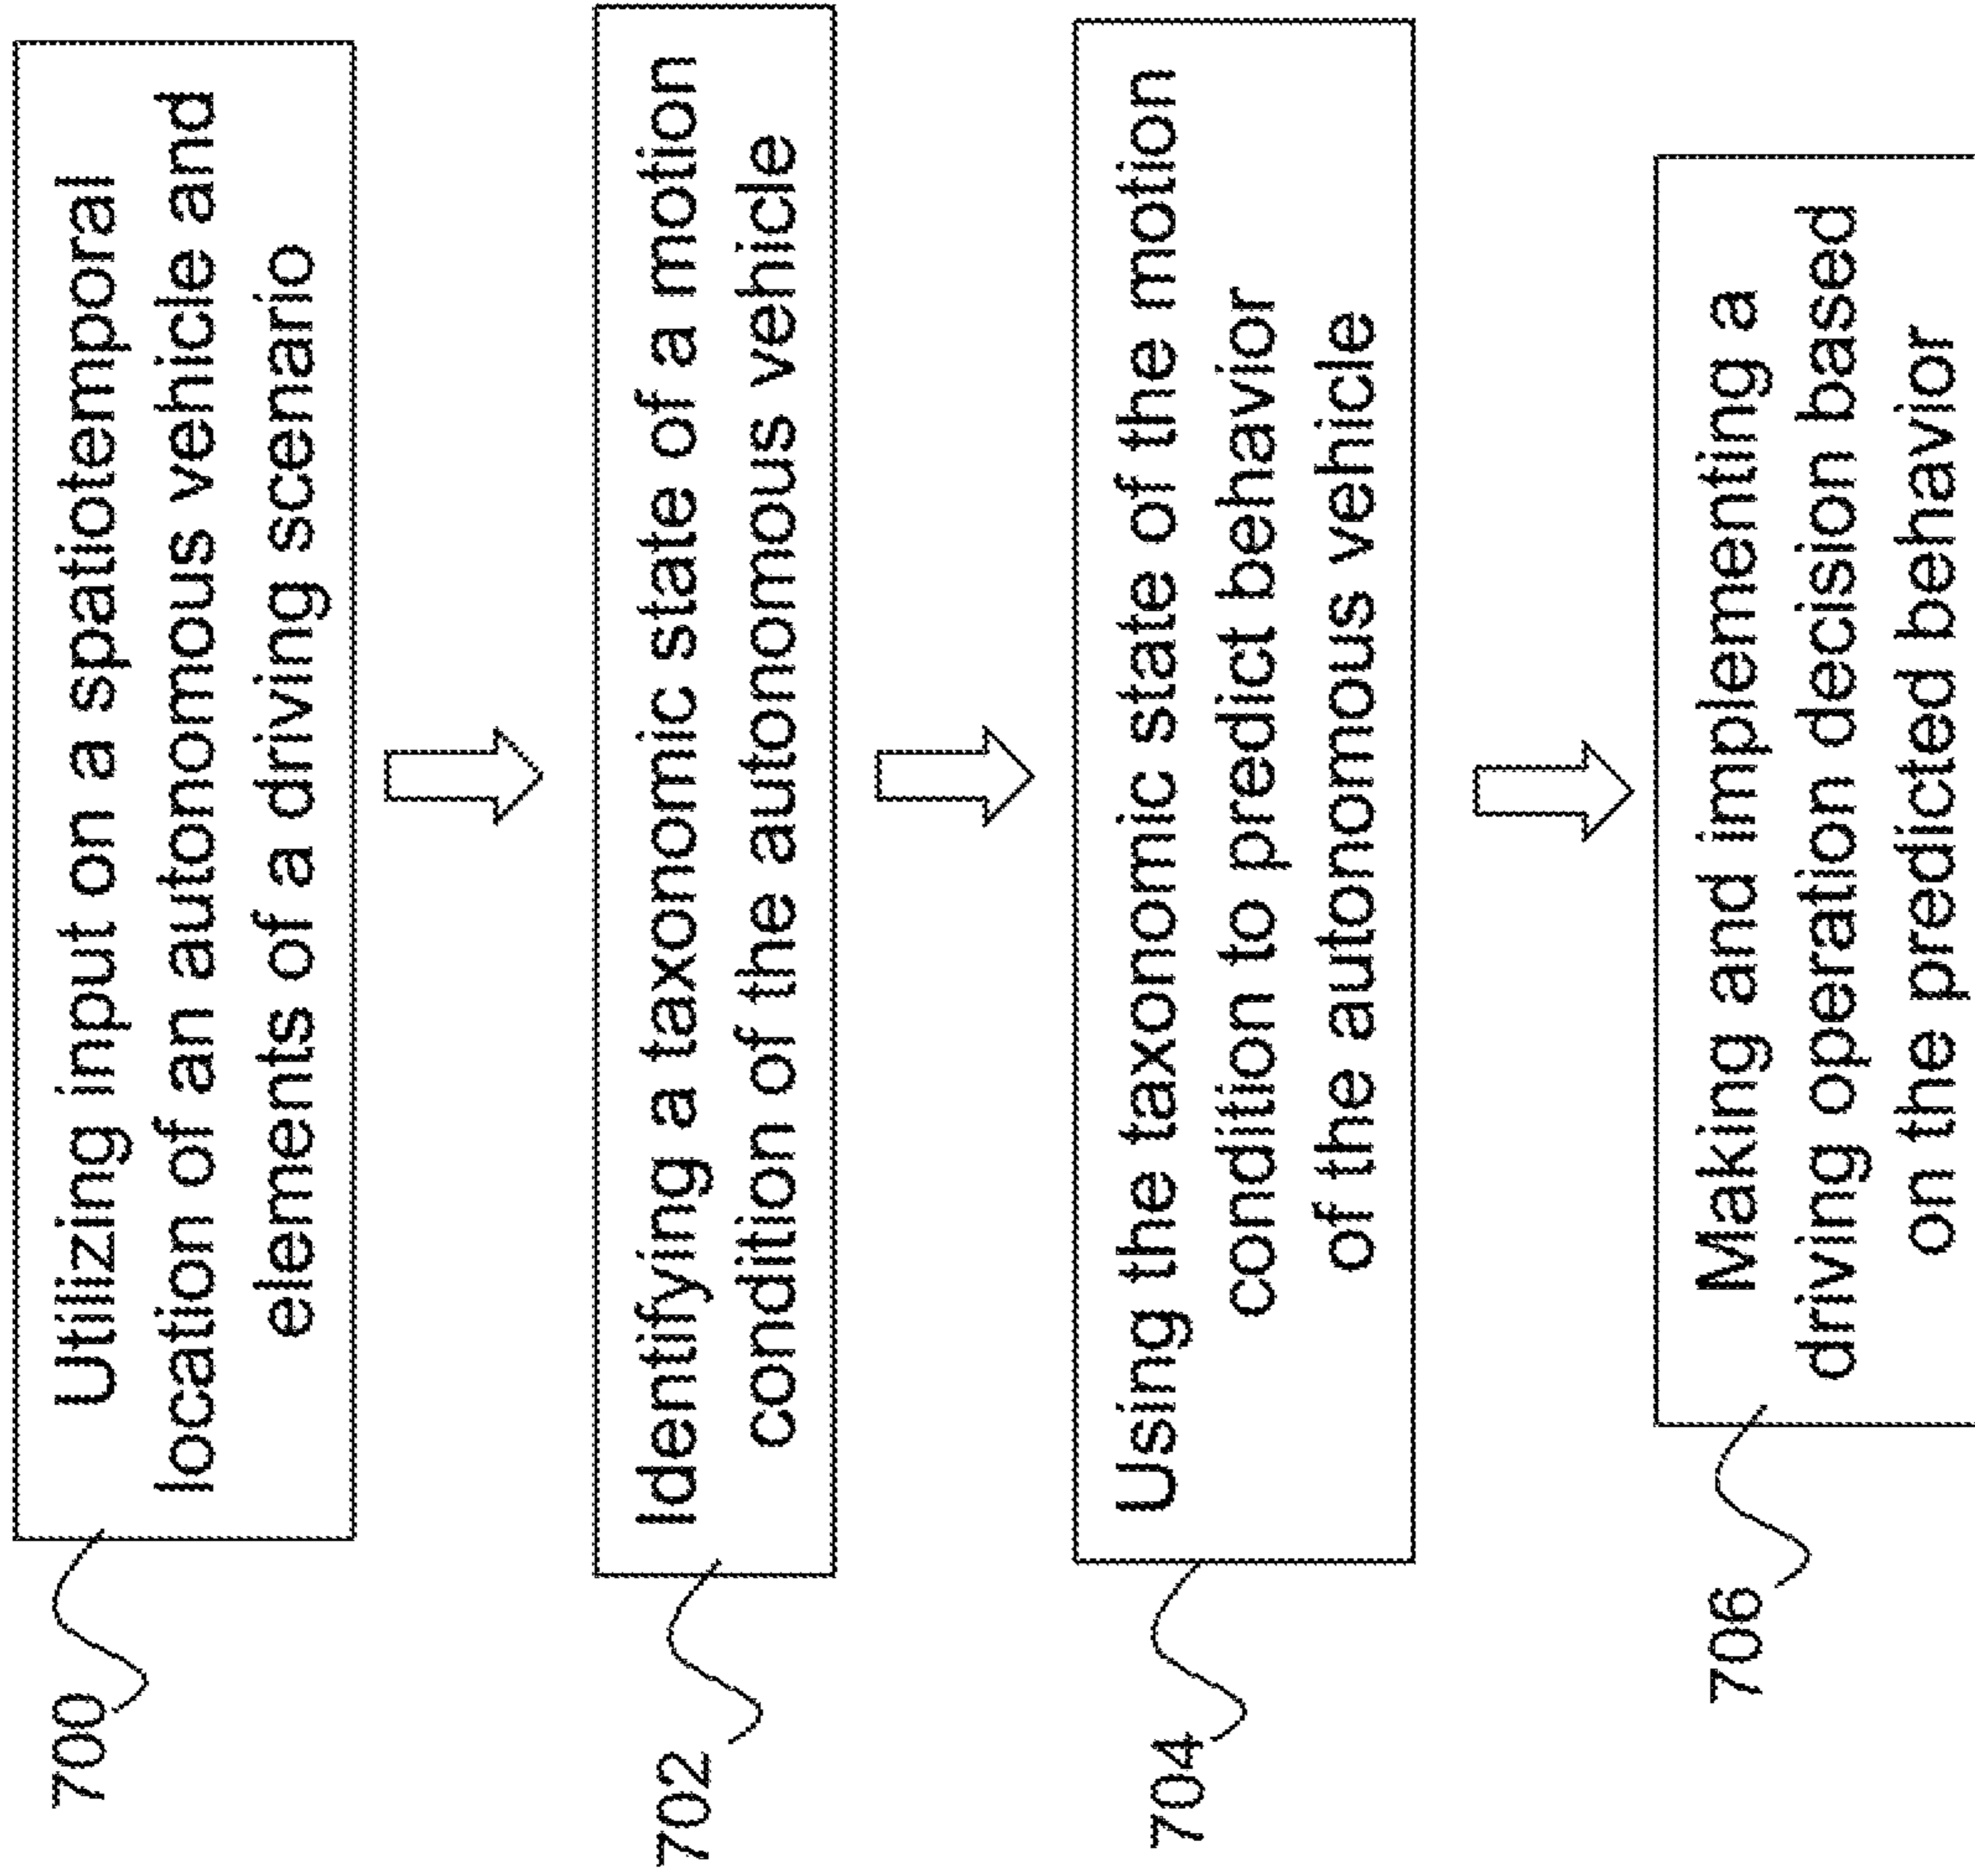 700
Utilizing input on a spatiotemporal
location of an autonomous vehicle and
elements of a driving scenario
702
Identifying a taxonomic state of a motion
condition of the autonomous vehicle
704
Using the taxonomic state of the motion
condition to predict behavior
of the autonomous vehicle
706
Making and implementing a
driving operation decision based
on the predicted behavior